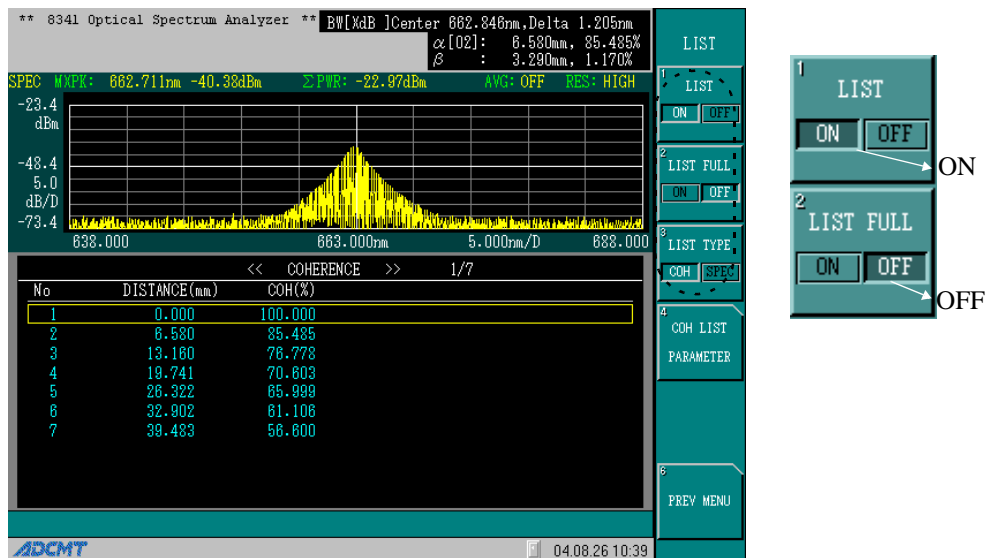 ** 8341 Optical Spectrum Analyzer **
BW[XdB ]Center 662.846nm,Delta 1.205nm
α[02]: 6.580mm, 85.485%
β : 3.290mm, 1.170%
SPEC MXPK: 662.711nm -40.38dBm ΣPWR: -22.97dBm AVG: OFF RES: HIGH
-23.4
dBm
-48.4
5.0
dB/D
-73.4
638.000 663.000nm 5.000nm/D 688.000
<< COHERENCE >> 1/7
No DISTANCE(mm) COH(%)
1 0.000 100.000
2 6.580 85.485
3 13.160 76.778
4 19.741 70.603
5 26.322 65.999
6 32.902 61.106
7 39.483 56.600
ADCMT
04.08.26 10:39
LIST
1
LIST
ON OFF
2
LIST FULL
ON OFF
3
LIST TYPE
COH SPEC
4
COH LIST
PARAMETER
6
PREV MENU
1
LIST
ON OFF
ON
2
LIST FULL
ON OFF
OFF